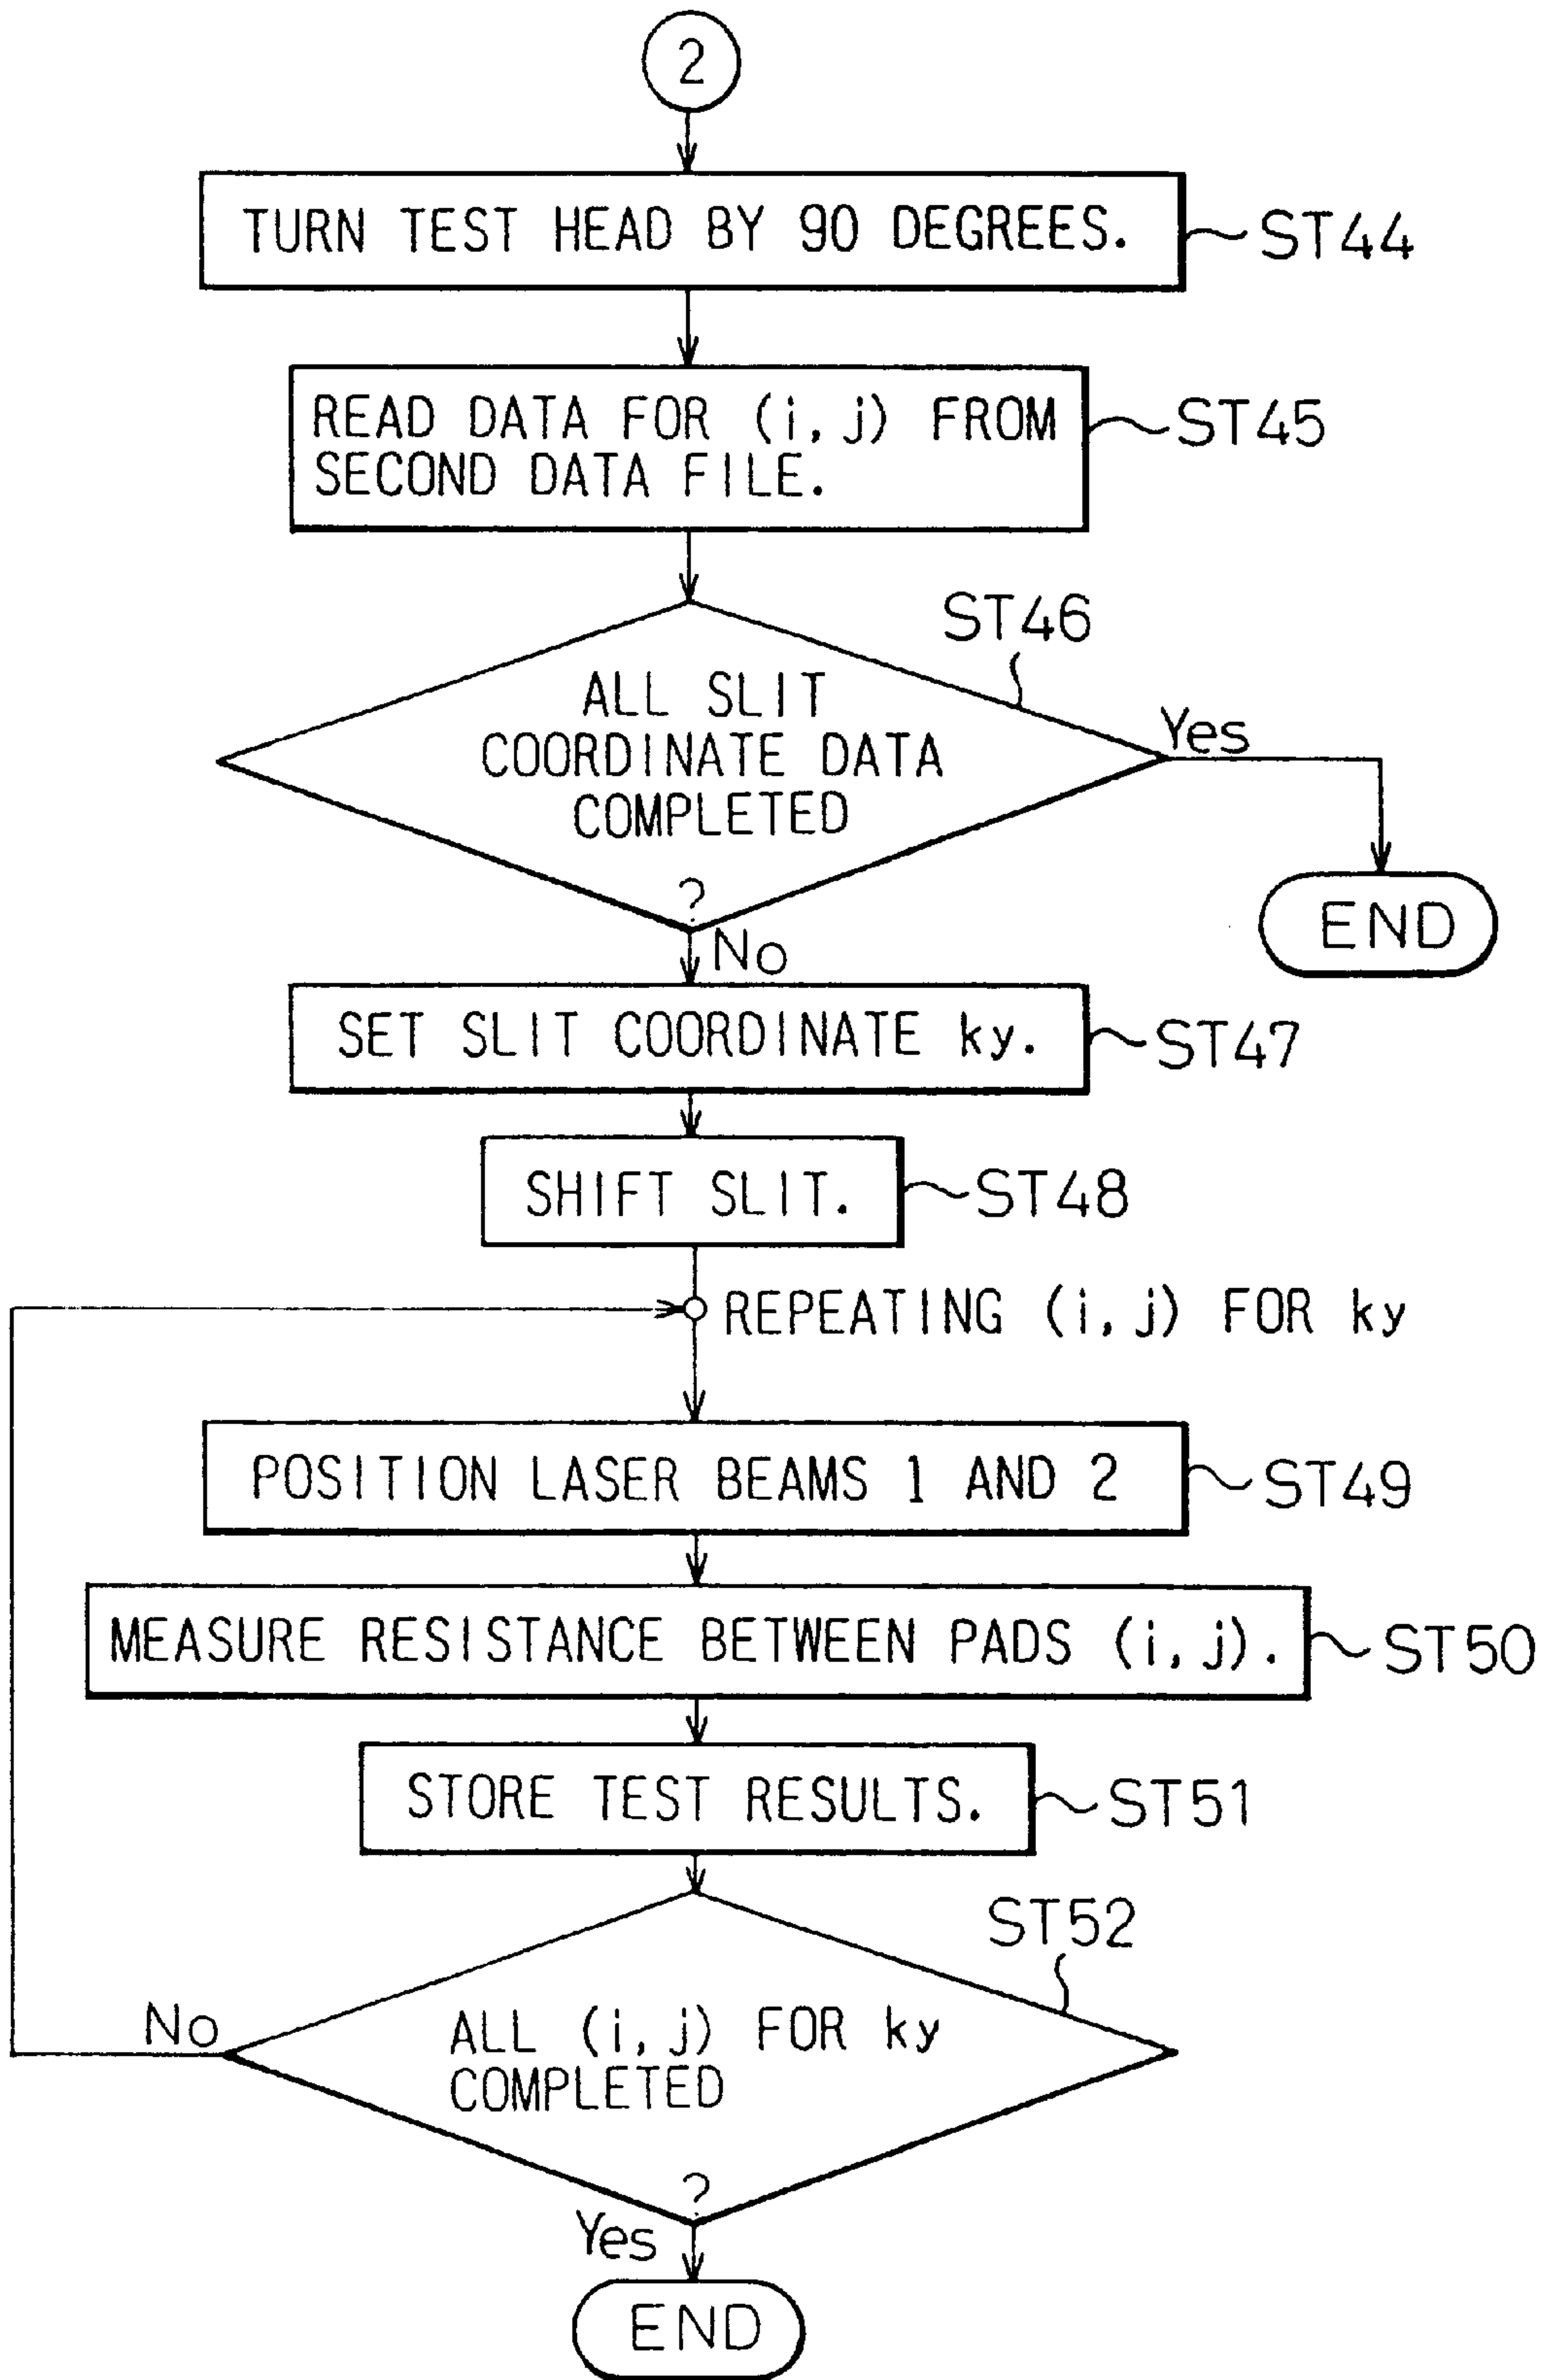 2
TURN TEST HEAD BY 90 DEGREES.
ST44
READ DATA FOR (i, j) FROM
SECOND DATA FILE.
ST45
ST46
ALL SLIT
COORDINATE DATA
COMPLETED
?
Yes
END
No
SET SLIT COORDINATE ky.
ST47
SHIFT SLIT.
ST48
REPEATING (i, j) FOR ky
POSITION LASER BEAMS 1 AND 2
ST49
MEASURE RESISTANCE BETWEEN PADS (i, j).
ST50
STORE TEST RESULTS.
ST51
ST52
No
ALL (i, j) FOR ky
COMPLETED
?
Yes
END